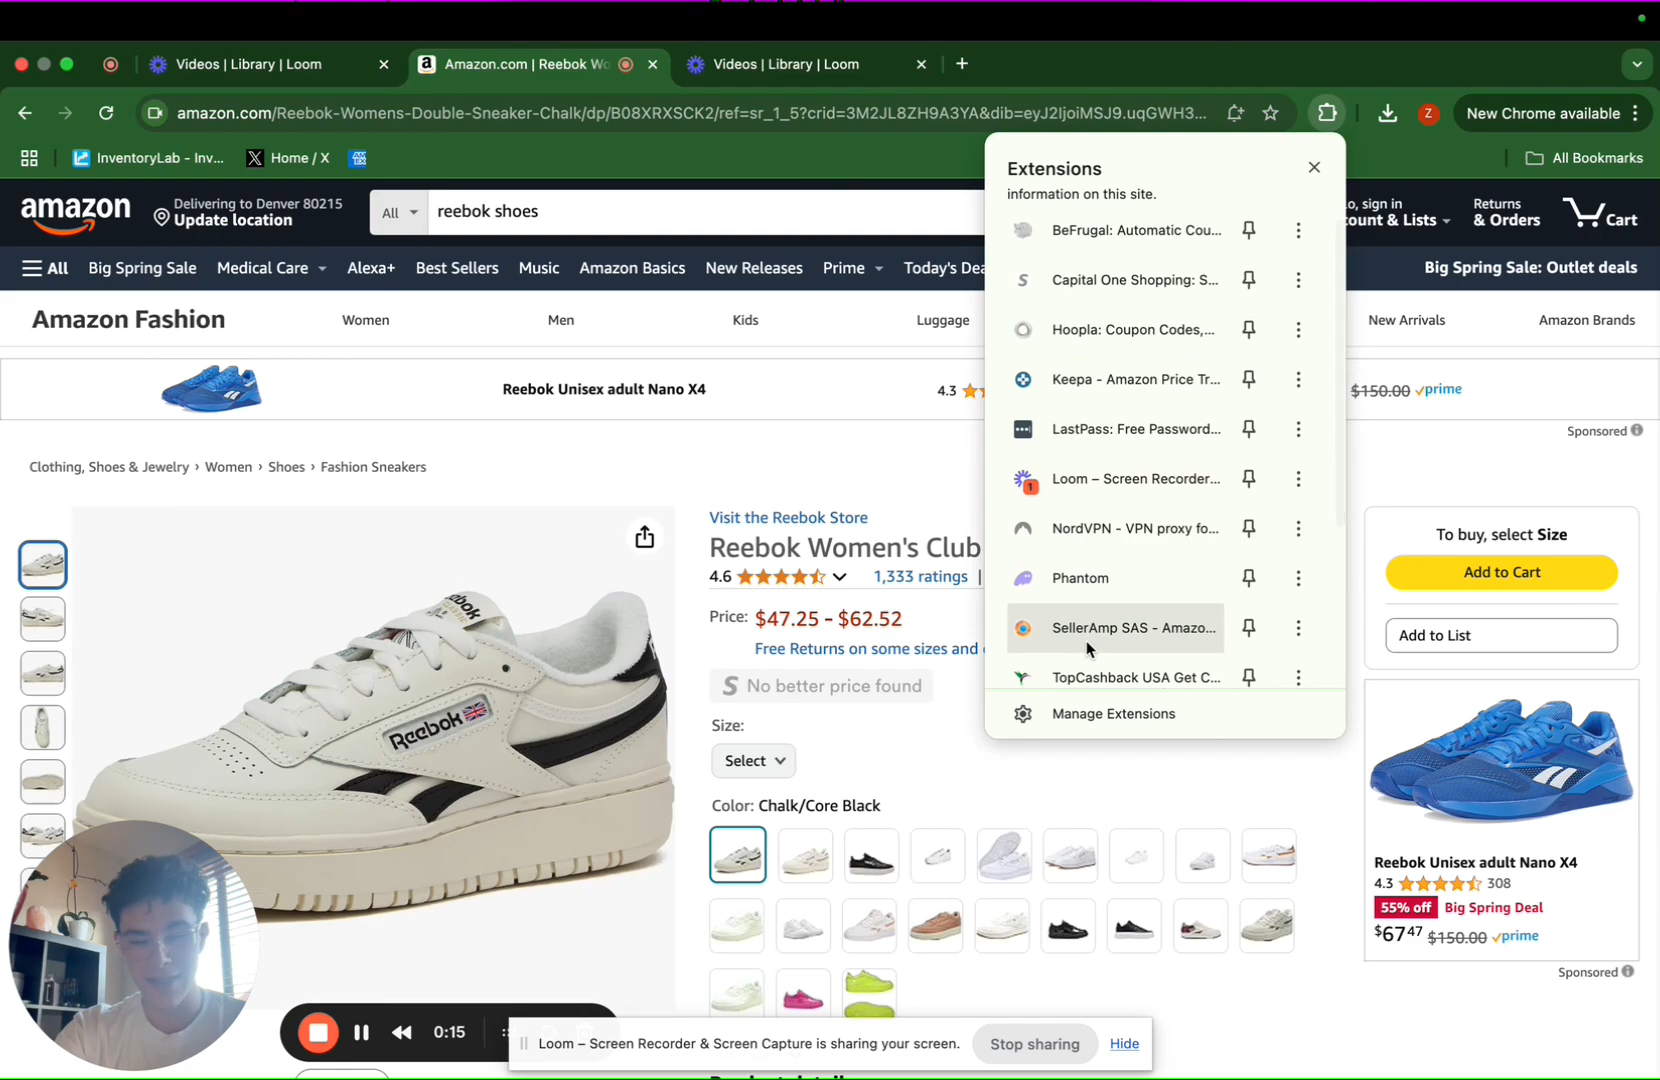 Videos | Library | Loom
Amazon.com | Reebok Wo
Videos | Library | Loom
amazon.com/Reebok-Womens-Double-Sneaker-Chalk/dp/B08XRXSCK2/ref=sr_1_5?crid=3M2JL8ZH9A3YA&dib=eyJ2IjoiMSJ9.uqGWH3...
Z
New Chrome available
InventoryLab - Inv...
Home / X
All Bookmarks
Extensions
information on this site.
BeFrugal: Automatic Cou...
Capital One Shopping: S...
Hoopla: Coupon Codes,...
Keepa - Amazon Price Tr...
LastPass: Free Password...
Loom – Screen Recorder...
1
NordVPN - VPN proxy fo...
Phantom
SellerAmp SAS - Amazo...
TopCashback USA Get C...
Manage Extensions
amazon
Delivering to Denver 80215
Update location
All
reebok shoes
lo, sign in
count & Lists
Returns
& Orders
Cart
All
Big Spring Sale
Medical Care
Alexa+
Best Sellers
Music
Amazon Basics
New Releases
Prime
Today's Dea
Big Spring Sale: Outlet deals
Amazon Fashion
Women
Men
Kids
Luggage
New Arrivals
Amazon Brands
Reebok Unisex adult Nano X4
4.3
$150.00
prime
Sponsored
Clothing, Shoes & Jewelry › Women › Shoes › Fashion Sneakers
Reebok
Reebok
Visit the Reebok Store
Reebok Women's Club
4.6
1,333 ratings |
Price: $47.25 - $62.52
Free Returns on some sizes and
S No better price found
Size:
Select
Color: Chalk/Core Black
To buy, select Size
Add to Cart
Add to List
Reebok Unisex adult Nano X4
4.3
308
55% off Big Spring Deal
$67 47 $150.00 prime
Sponsored
0:15
Loom – Screen Recorder & Screen Capture is sharing your screen.
Stop sharing
Hide